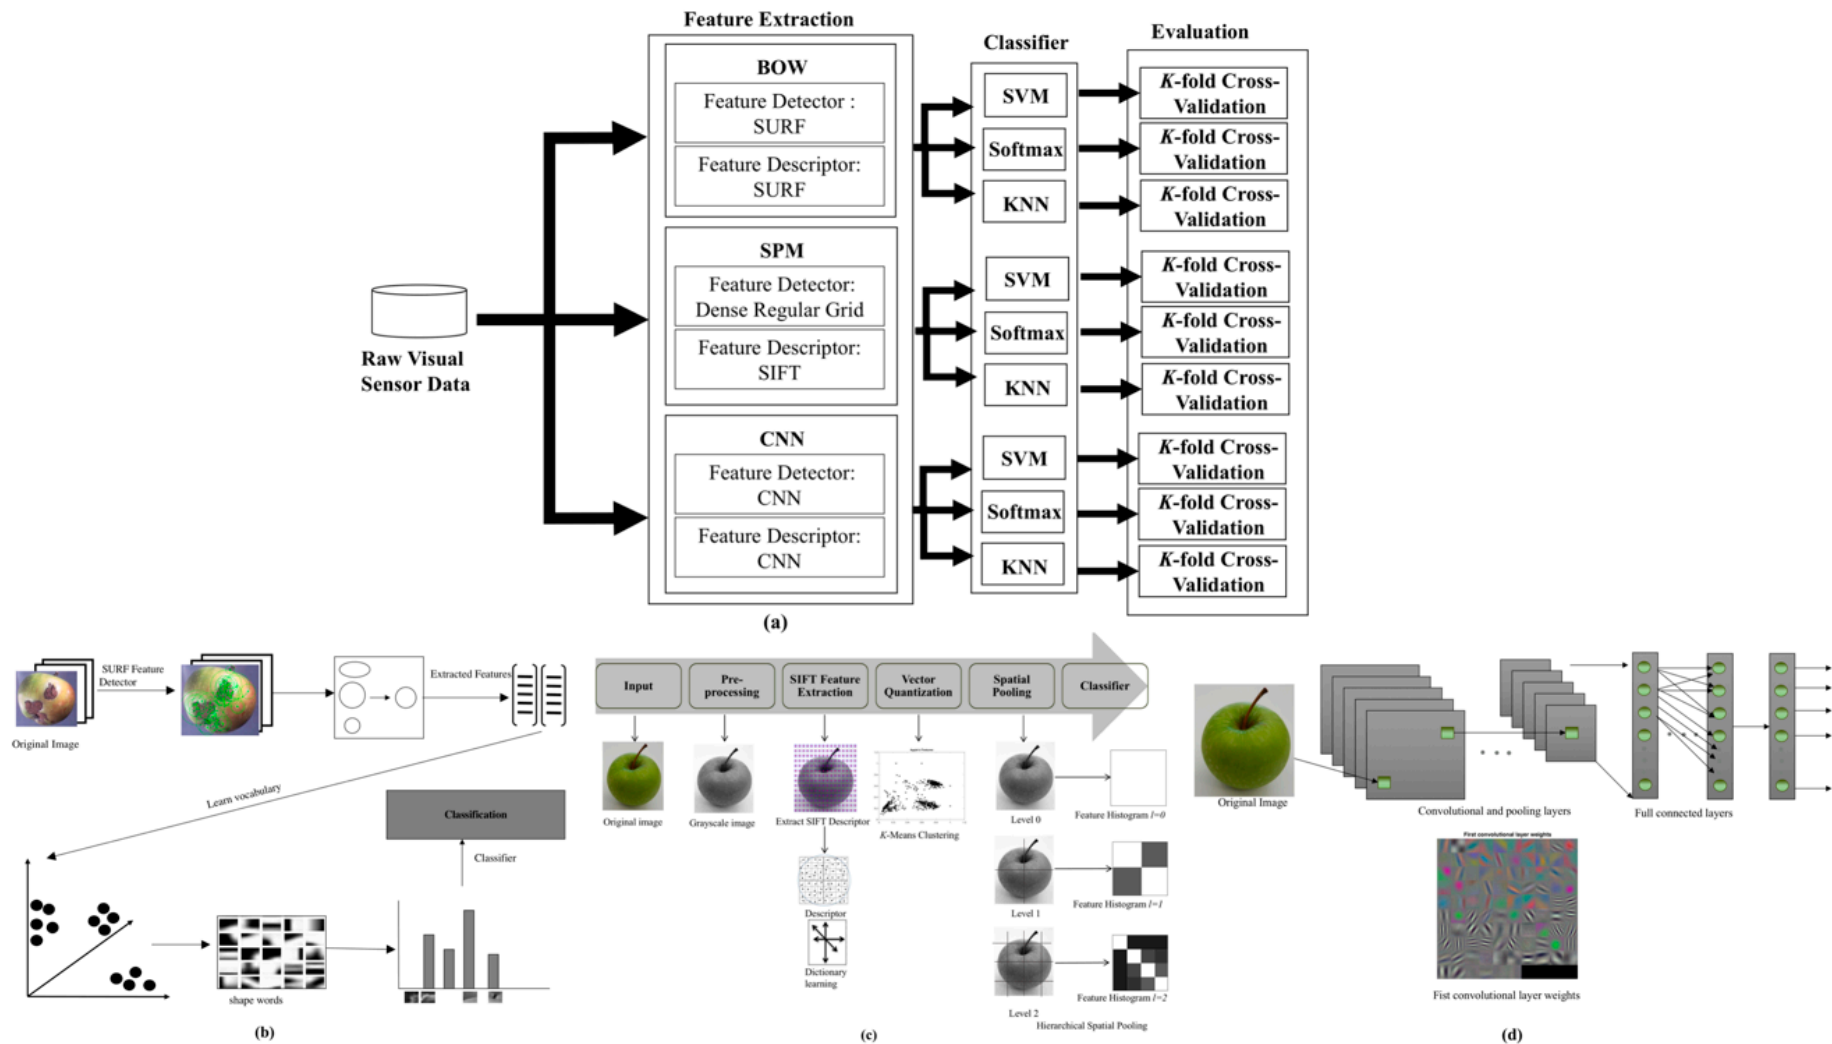 Feature Extraction
Classifier
Evaluation
BOW
Feature Detector :
SURF
Feature Descriptor:
SURF
SVM
Softmax
KNN
K-fold Cross-
Validation
K-fold Cross-
Validation
K-fold Cross-
Validation
Raw Visual
Sensor Data
SPM
Feature Detector:
Dense Regular Grid
Feature Descriptor:
SIFT
SVM
Softmax
KNN
K-fold Cross-
Validation
K-fold Cross-
Validation
K-fold Cross-
Validation
CNN
Feature Detector:
CNN
Feature Descriptor:
CNN
SVM
Softmax
KNN
K-fold Cross-
Validation
K-fold Cross-
Validation
K-fold Cross-
Validation
(a)
SURF Feature
Detector
Extracted Features
Original Image
Learn vocabulary
Classification
Classifier
shape words
(b)
Input
Pre-
processing
SIFT Feature
Extraction
Vector
Quantization
Spatial
Pooling
Classifier
Original image
Grayscale image
Extract SIFT Descriptor
K-Means Clustering
Descriptor
Dictionary
learning
Level 0
Feature Histogram l=0
Level 1
Feature Histogram l=1
Level 2
Feature Histogram l=2
Hierarchical Spatial Pooling
(c)
Original Image
Convolutional and pooling layers
Full connected layers
First convolutional layer weights
Fist convolutional layer weights
(d)